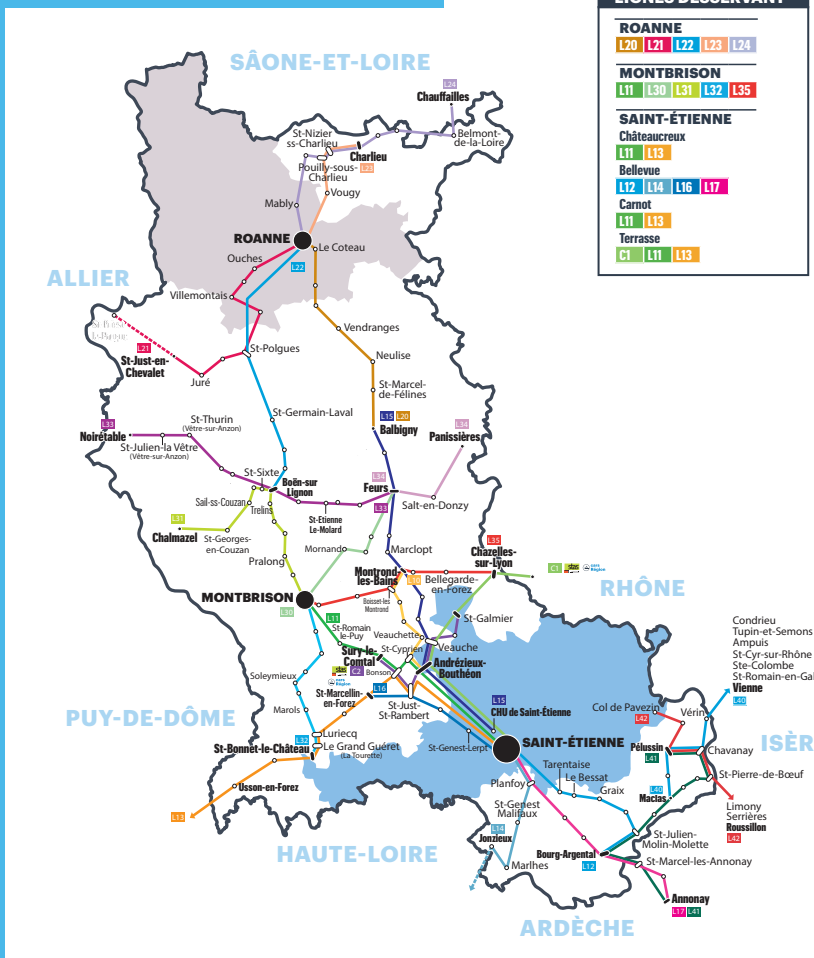 LIGNES DESSERVANT
ROANNE
L20 L21 L22 L23 L24
MONTBRISON
L11 L30 L31 L32 L35
SAINT-ÉTIENNE
Châteaucreux
L11 L13
Bellevue
L12 L14 L16 L17
Carnot
L11 L13
Terrasse
C1 L11 L13
SÂONE-ET-LOIRE
L24
Chauffailles
St-Nizier
ss-Charlieu
Belmont-
de-la-Loire
Charlieu
L23
Pouilly-sous-
Charlieu
Vougy
Mably
ROANNE
Le Coteau
Ouches
L22
ALLIER
Villemontais
Vendranges
L21
St-Just-en-
Chevalet
St-Polgues
Neulise
Juré
St-Marcel-
de-Félines
L33
Noirétable
St-Thurin
(Vêtre-sur-Anzon)
St-Germain-Laval
L15 L20
Balbigny
L34
Panissières
St-Julien-la Vêtre
(Vêtre-sur-Anzon)
St-Sixte
Boën-sur
Lignon
L34
Feurs
L33
Sail-ss-Couzan
Trelins
St-Etienne
Le-Molard
Salt-en-Donzy
L31
Chalmazel
St-Georges-
en-Couzan
Mornand
Marclopt
L35
Chazelles-
sur-Lyon
Pralong
Montrond
-les-Bains
L10
Bellegarde-
en-Forez
C1
RHÔNE
MONTBRISON
L30
Boisset-les
Montrond
L11
St-Galmier
St-Romain
le-Puy
Veauchette
Veauche
Sury-le-
Comtal
St-Cyprien
C2
Bonson
Andrézieux-
Bouthéon
Soleymieux
L16
St-Marcellin-
en-Forez
St-Just-
St-Rambert
L15
CHU de Saint-Étienne
Marols
PUY-DE-DÔME
L32
Luriecq
St-Bonnet-le-Château
Le Grand Guéret
(La Tourette)
St-Genest-Lerpt
SAINT-ÉTIENNE
Usson-en-Forez
L13
Condrieu
Tupin-et-Semons
Ampuis
St-Cyr-sur-Rhône
Ste-Colombe
St-Romain-en-Gal
Vienne
L40
Col de Pavezin
L42
Vérin
Pélussin
L41
Chavanay
ISÈR
St-Pierre-de-Bœuf
Tarentaise
Le Bessat
Graix
Planfoy
L40
Maclas
Limony
Serrières
Roussillon
L42
St-Genest
Malifaux
L14
Jonzieux
St-Julien-
Molin-Molette
HAUTE-LOIRE
Marlhes
Bourg-Argental
L12
St-Marcel-les-Annonay
Annonay
L17 L41
ARDÈCHE